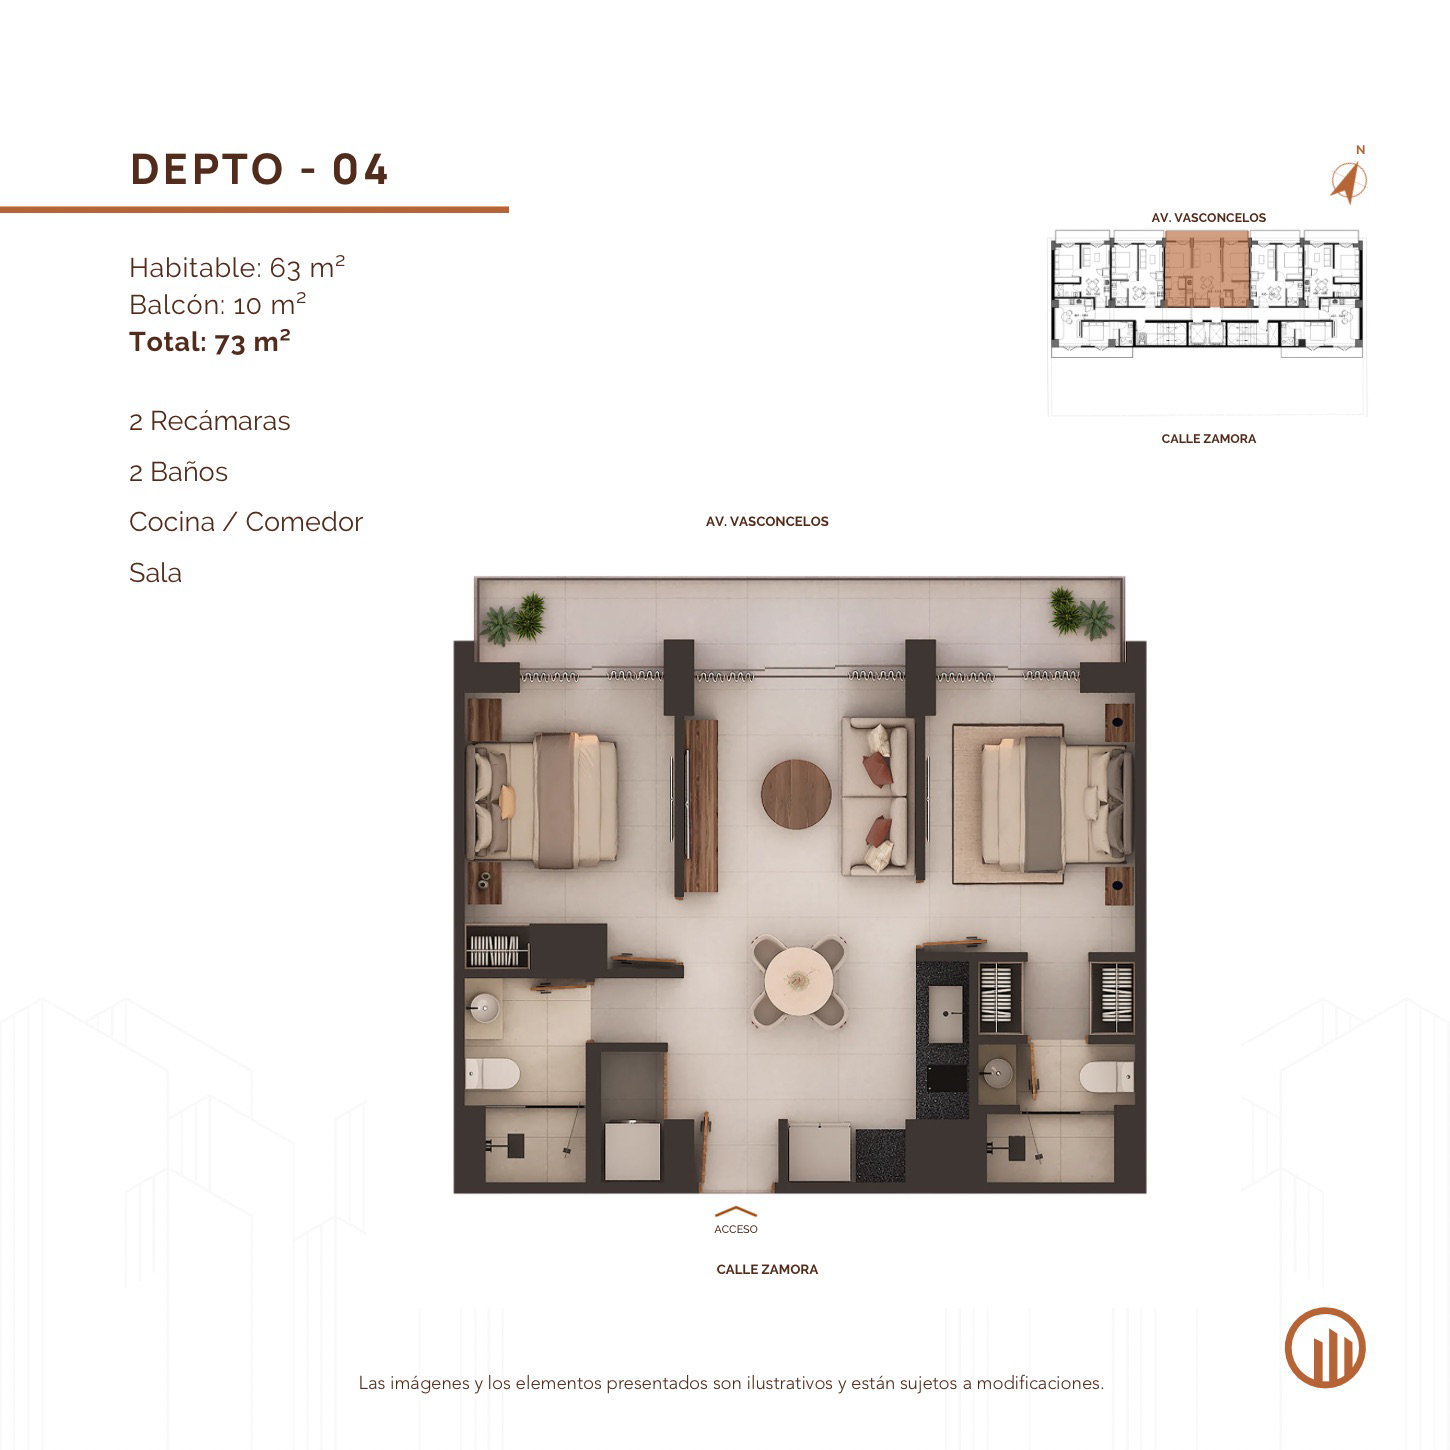 DEPTO - 04
Habitable: 63 m²
Balcón: 10 m²
Total: 73 m²
2 Recámaras
2 Baños
Cocina / Comedor
Sala
N
AV. VASCONCELOS
CALLE ZAMORA
AV. VASCONCELOS
ACCESO
CALLE ZAMORA
Las imágenes y los elementos presentados son ilustrativos y están sujetos a modificaciones.